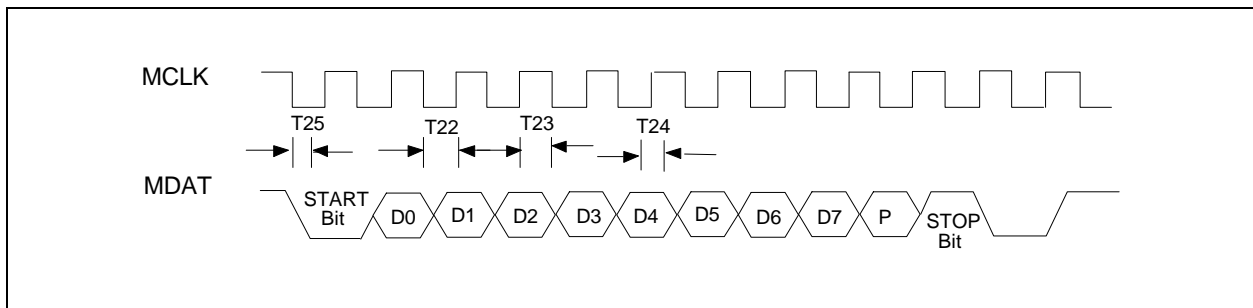 MCLK
T25
T22
T23
T24
MDAT
START
Bit
D0
D1
D2
D3
D4
D5
D6
D7
P
STOP
Bit